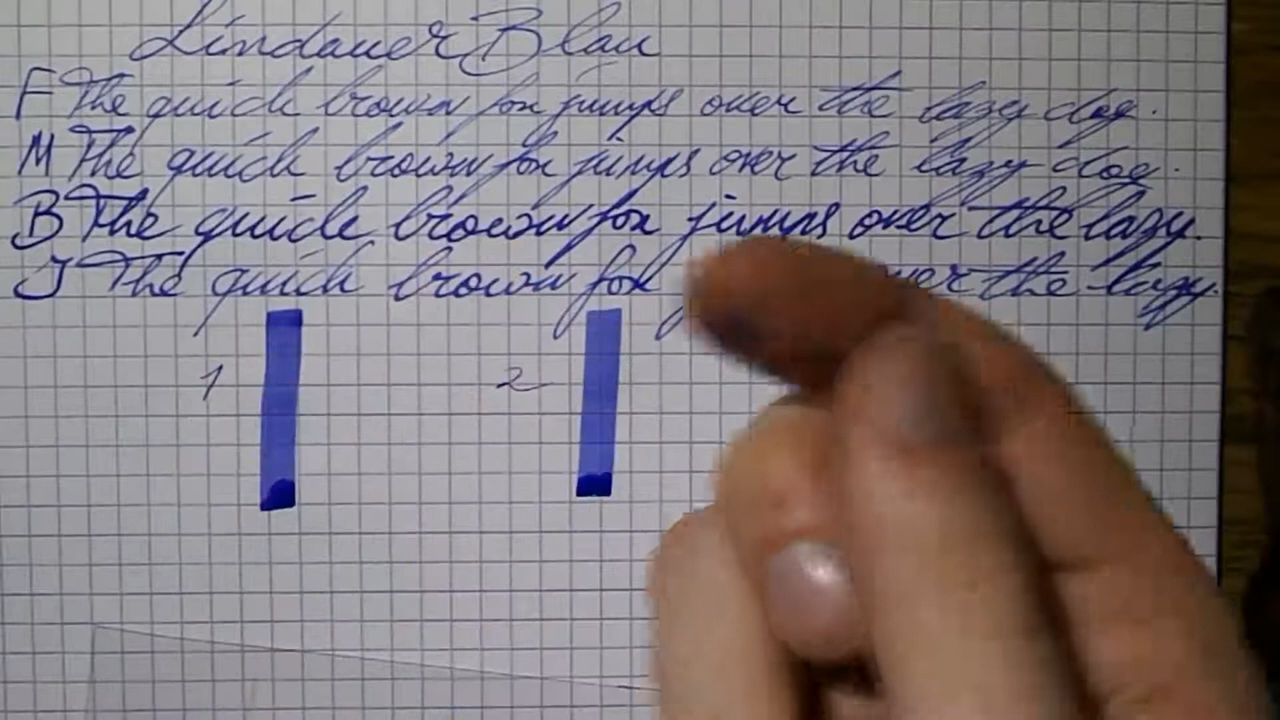 Lindauer Blau
F The quick brown fox jumps over the lazy dog.
M The quick brown fox jumps over the lazy dog.
B The quick brown fox jumps over the lazy.
I The quick brown fox over the lazy.
1 2